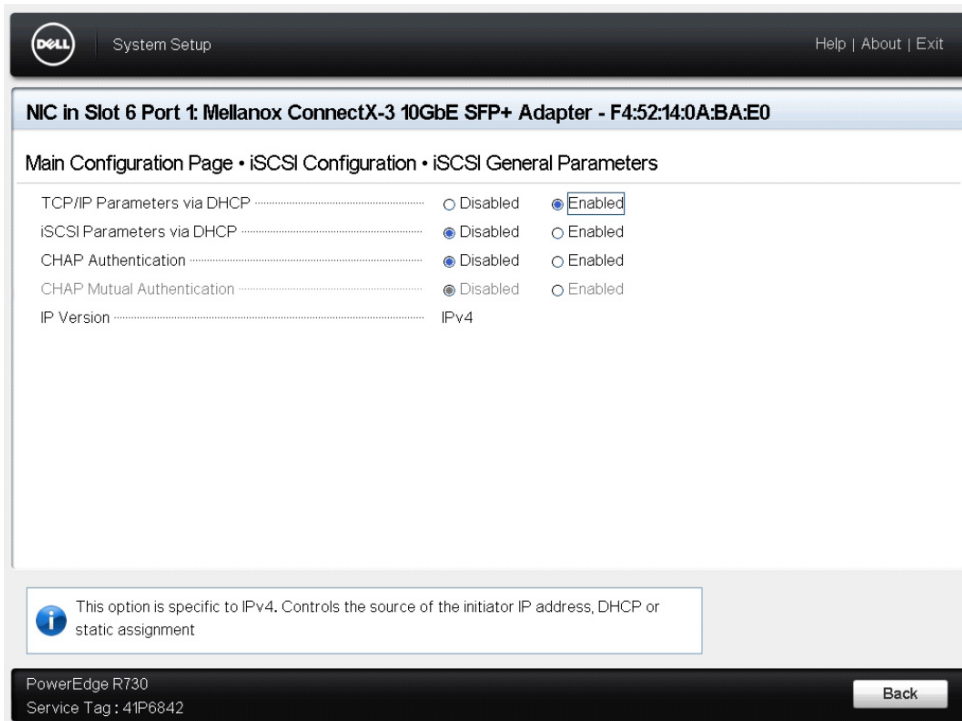 DELL
System Setup
Help | About | Exit
NIC in Slot 6 Port 1: Mellanox ConnectX-3 10GbE SFP+ Adapter - F4:52:14:0A:BA:E0
Main Configuration Page • iSCSI Configuration • iSCSI General Parameters
TCP/IP Parameters via DHCP Disabled Enabled
iSCSI Parameters via DHCP Disabled Enabled
CHAP Authentication Disabled Enabled
CHAP Mutual Authentication Disabled Enabled
IP Version IPv4
This option is specific to IPv4. Controls the source of the initiator IP address, DHCP or
static assignment
PowerEdge R730
Service Tag : 41P6842
Back